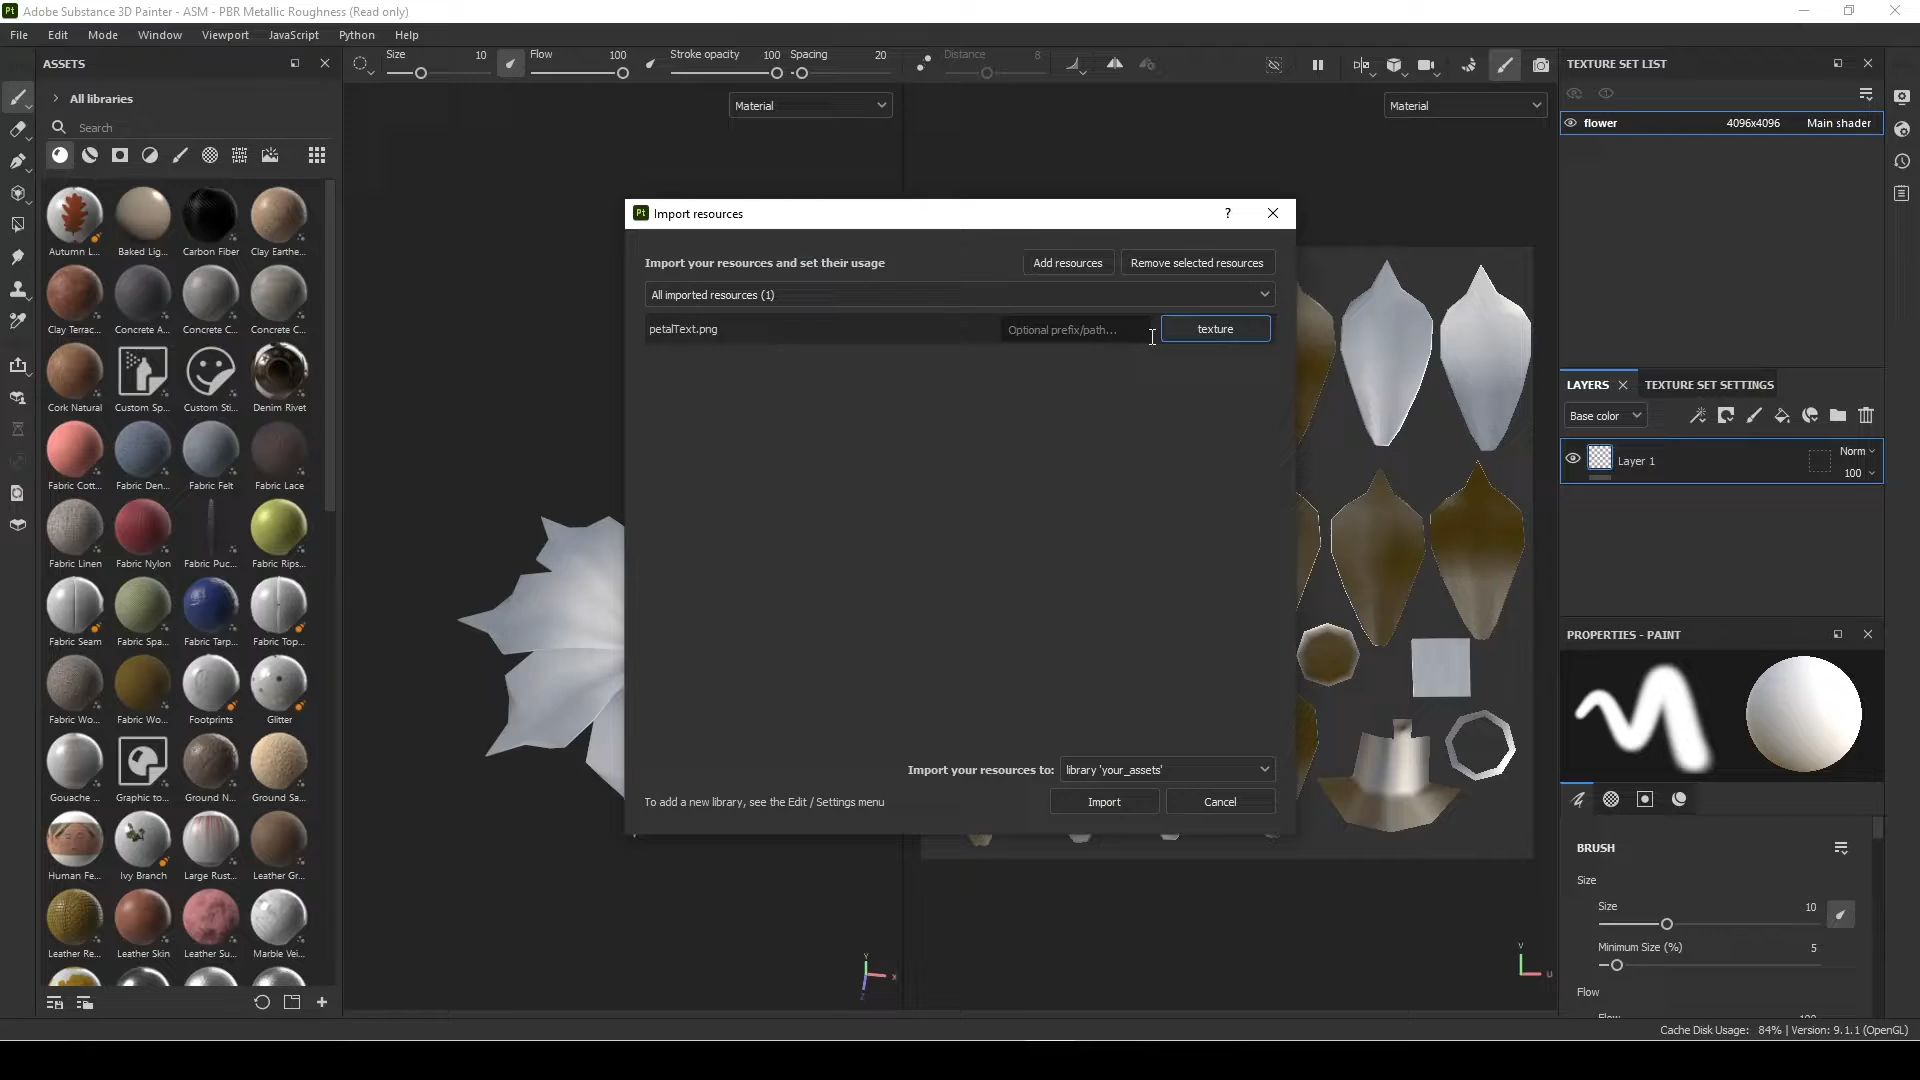 Pt Adobe Substance 3D Painter - ASM - PBR Metallic Roughness (Read only)
File Edit Mode Window Viewport JavaScript Python Help
ASSETS
Size 10 Flow 100 Stroke opacity 100 Spacing 20 Distance 8
TEXTURE SET LIST
All libraries
Search
Material
Material
flower 4096x4096 Main shader
Autumn L... Baked Lig... Carbon Fiber Clay Earthe...
Clay Terrac... Concrete A... Concrete C... Concrete C...
Cork Natural Custom Sp... Custom Sti... Denim Rivet
Fabric Cott... Fabric Den... Fabric Felt Fabric Lace
Fabric Linen Fabric Nylon Fabric Puc... Fabric Rips...
Fabric Seam Fabric Spa... Fabric Tarp... Fabric Top...
Fabric Wo... Fabric Wo... Footprints Glitter
Gouache ... Graphic to... Ground N... Ground Sa...
Human Fe... Ivy Branch Large Rust... Leather Gr...
Leather Re... Leather Skin Leather Su... Marble Vei...
Pt Import resources ?
Import your resources and set their usage Add resources Remove selected resources
All imported resources (1)
petalText.png Optional prefix/path... texture
Import your resources to: library 'your_assets'
To add a new library, see the Edit / Settings menu Import Cancel
LAYERS TEXTURE SET SETTINGS
Base color
Layer 1 Norm
100
PROPERTIES - PAINT
BRUSH
Size
Size 10
Minimum Size (%) 5
Flow
Y X Z
V U
Cache Disk Usage: 84% | Version: 9.1.1 (OpenGL)